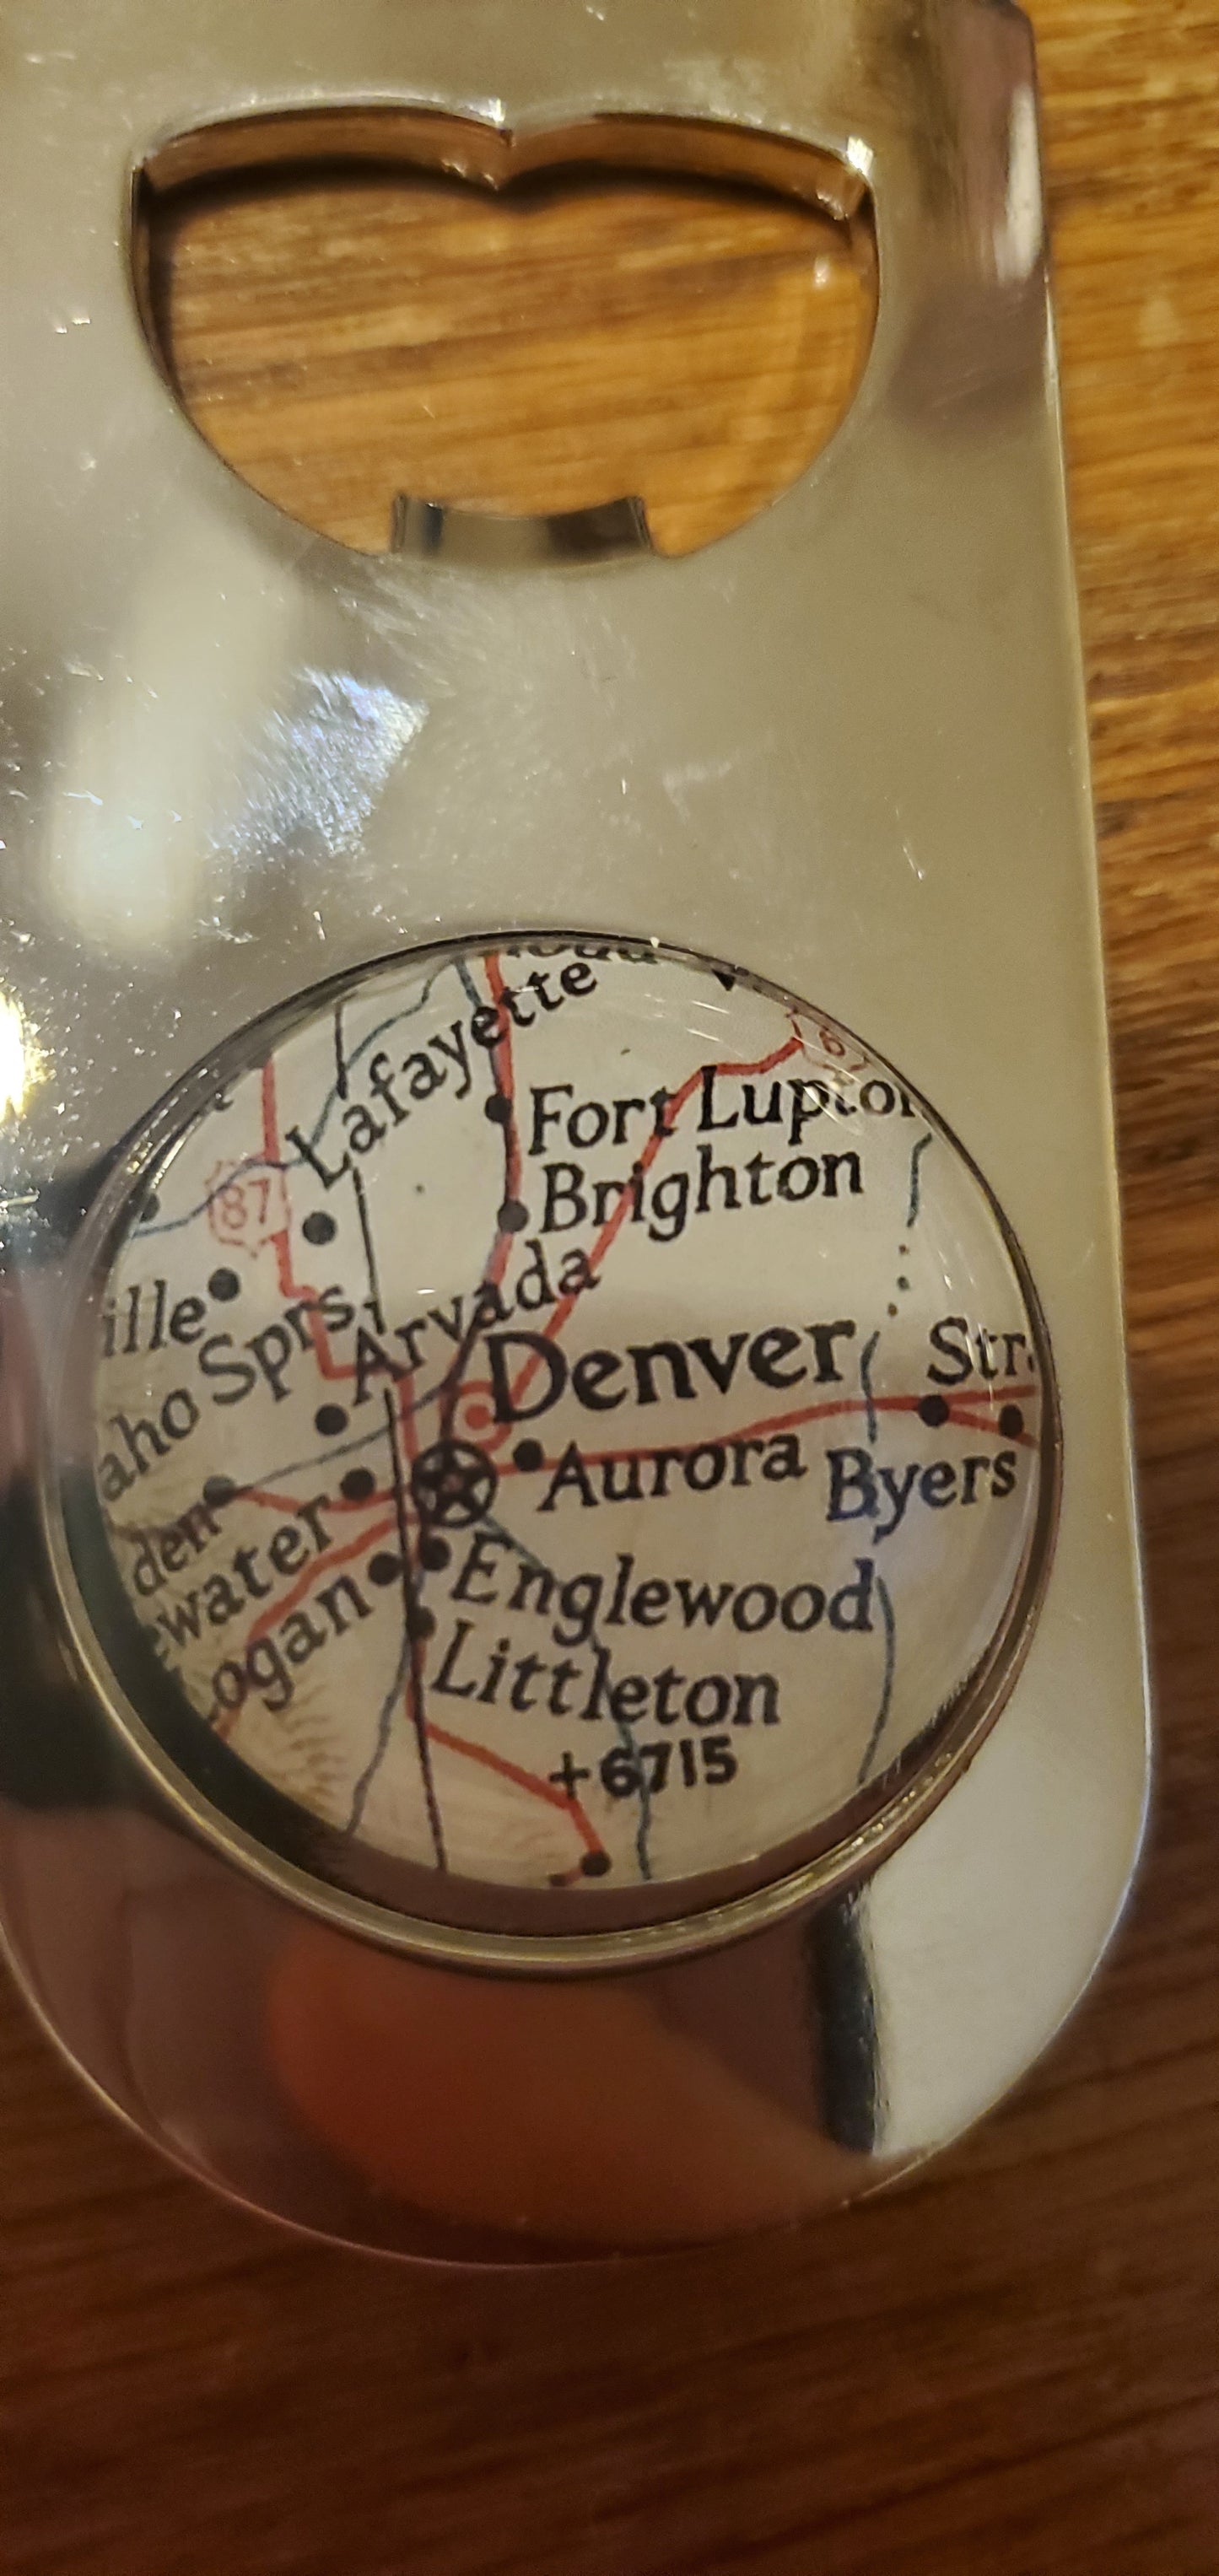 Lafayette
Fort Lupton
87
Brighton
ille
Arvada
aho Sprs.
Denver
Str
den
Aurora
Byers
ewater
Englewood
ogan
Littleton
+6715